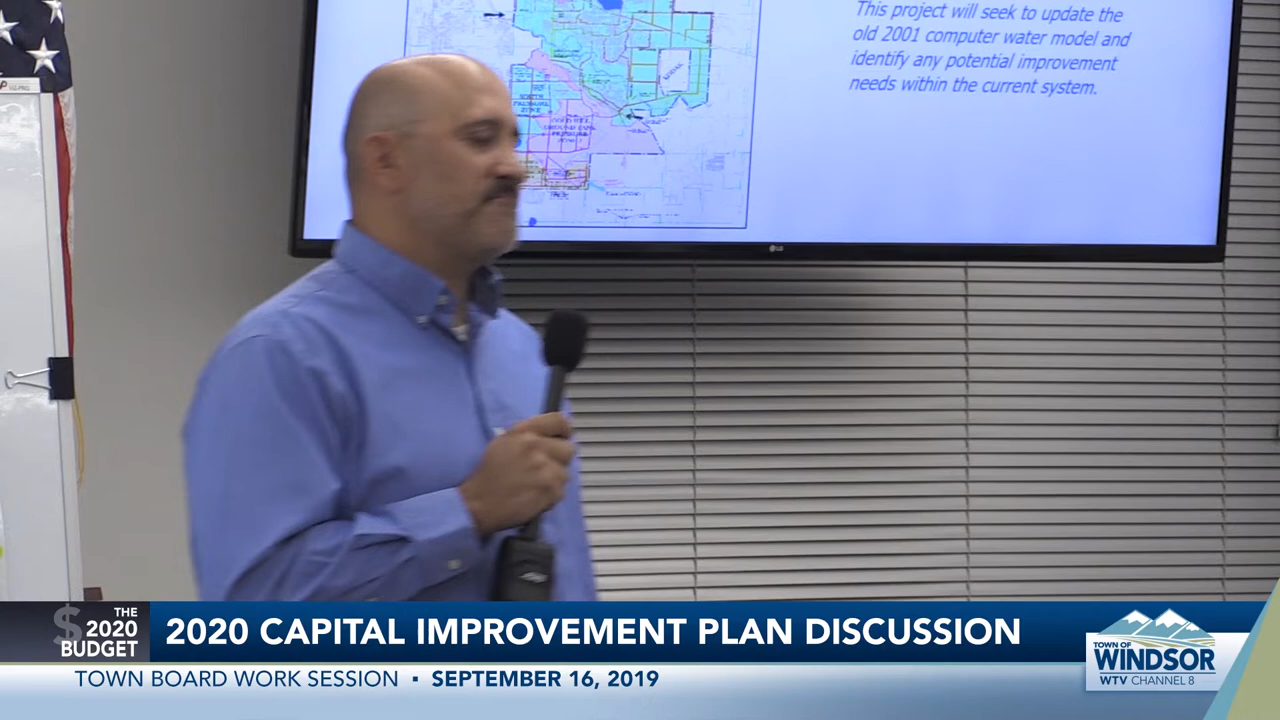 This project will seek to update the
old 2001 computer water model and
identify any potential improvement
needs within the current system.
LG
$ THE
2020
BUDGET
2020 CAPITAL IMPROVEMENT PLAN DISCUSSION
TOWN BOARD WORK SESSION ▪ SEPTEMBER 16, 2019
TOWN OF
WINDSOR
WTV CHANNEL 8